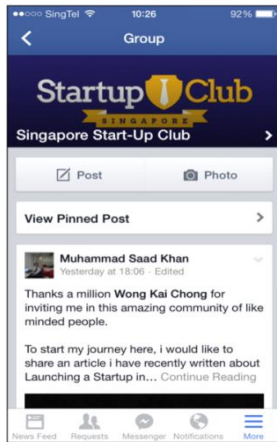 SingTel 10:26 92%
Group
Startup Club
SINGAPORE
Singapore Start-Up Club
Post Photo
View Pinned Post
Muhammad Saad Khan
Yesterday at 18:06 - Edited
Thanks a million Wong Kai Chong for
inviting me in this amazing community of like
minded people.
To start my journey here, i would like to
share an article i have recently written about
Launching a Startup in... Continue Reading
News Feed Requests Messenger Notifications More